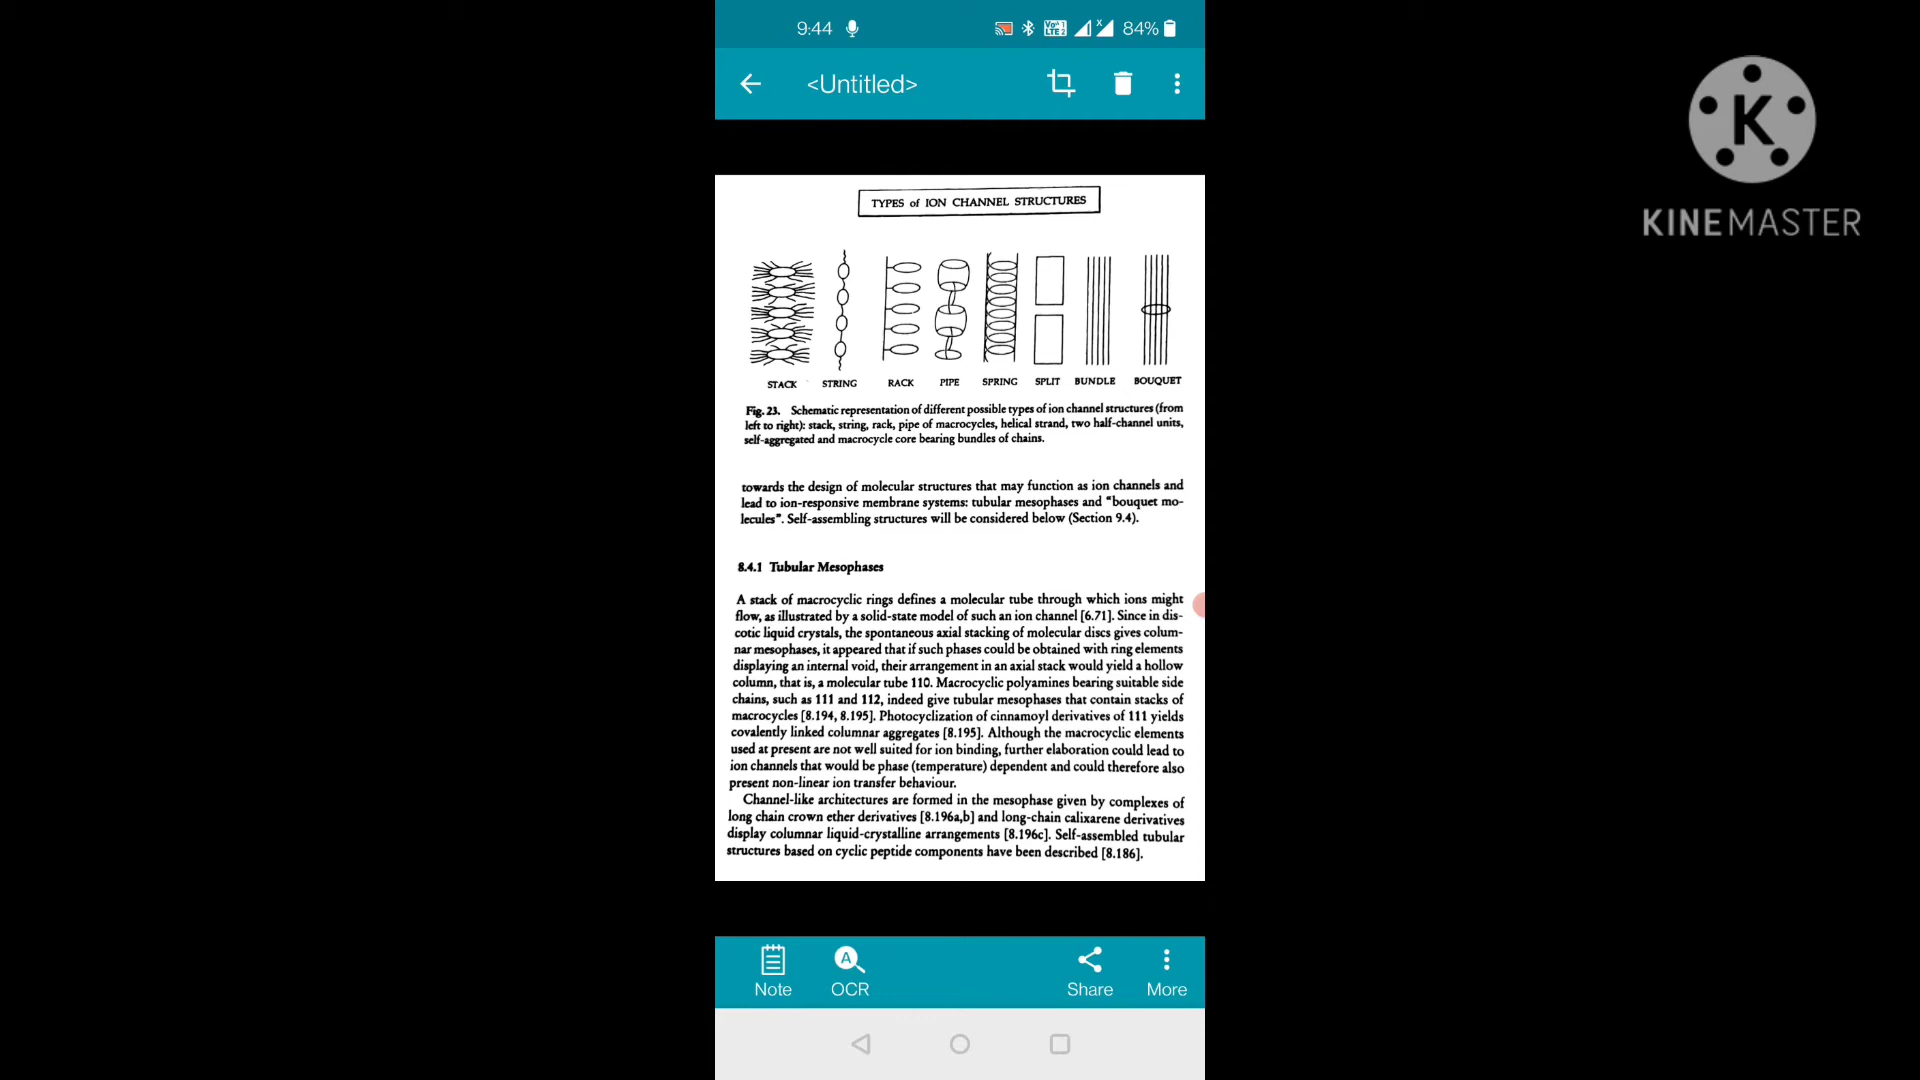 9:44
84%
<Untitled>
K
KINEMASTER
TYPES of ION CHANNEL STRUCTURES
STACK STRING RACK PIPE SPRING SPLIT BUNDLE BOUQUET
Fig. 23. Schematic representation of different possible types of ion channel structures (from
left to right): stack, string, rack, pipe of macrocycles, helical strand, two half-channel units,
self-aggregated and macrocycle core bearing bundles of chains.
towards the design of molecular structures that may function as ion channels and
lead to ion-responsive membrane systems: tubular mesophases and "bouquet mo-
lecules". Self-assembling structures will be considered below (Section 9.4).
8.4.1 Tubular Mesophases
A stack of macrocyclic rings defines a molecular tube through which ions might
flow, as illustrated by a solid-state model of such an ion channel [6.71]. Since in dis-
cotic liquid crystals, the spontaneous axial stacking of molecular discs gives colum-
nar mesophases, it appeared that if such phases could be obtained with ring elements
displaying an internal void, their arrangement in an axial stack would yield a hollow
column, that is, a molecular tube 110. Macrocyclic polyamines bearing suitable side
chains, such as 111 and 112, indeed give tubular mesophases that contain stacks of
macrocycles [8.194, 8.195]. Photocyclization of cinnamoyl derivatives of 111 yields
covalently linked columnar aggregates [8.195]. Although the macrocyclic elements
used at present are not well suited for ion binding, further elaboration could lead to
ion channels that would be phase (temperature) dependent and could therefore also
present non-linear ion transfer behaviour.
Channel-like architectures are formed in the mesophase given by complexes of
long chain crown ether derivatives [8.196a,b] and long-chain calixarene derivatives
display columnar liquid-crystalline arrangements [8.196c]. Self-assembled tubular
structures based on cyclic peptide components have been described [8.186].
A
Note OCR Share More